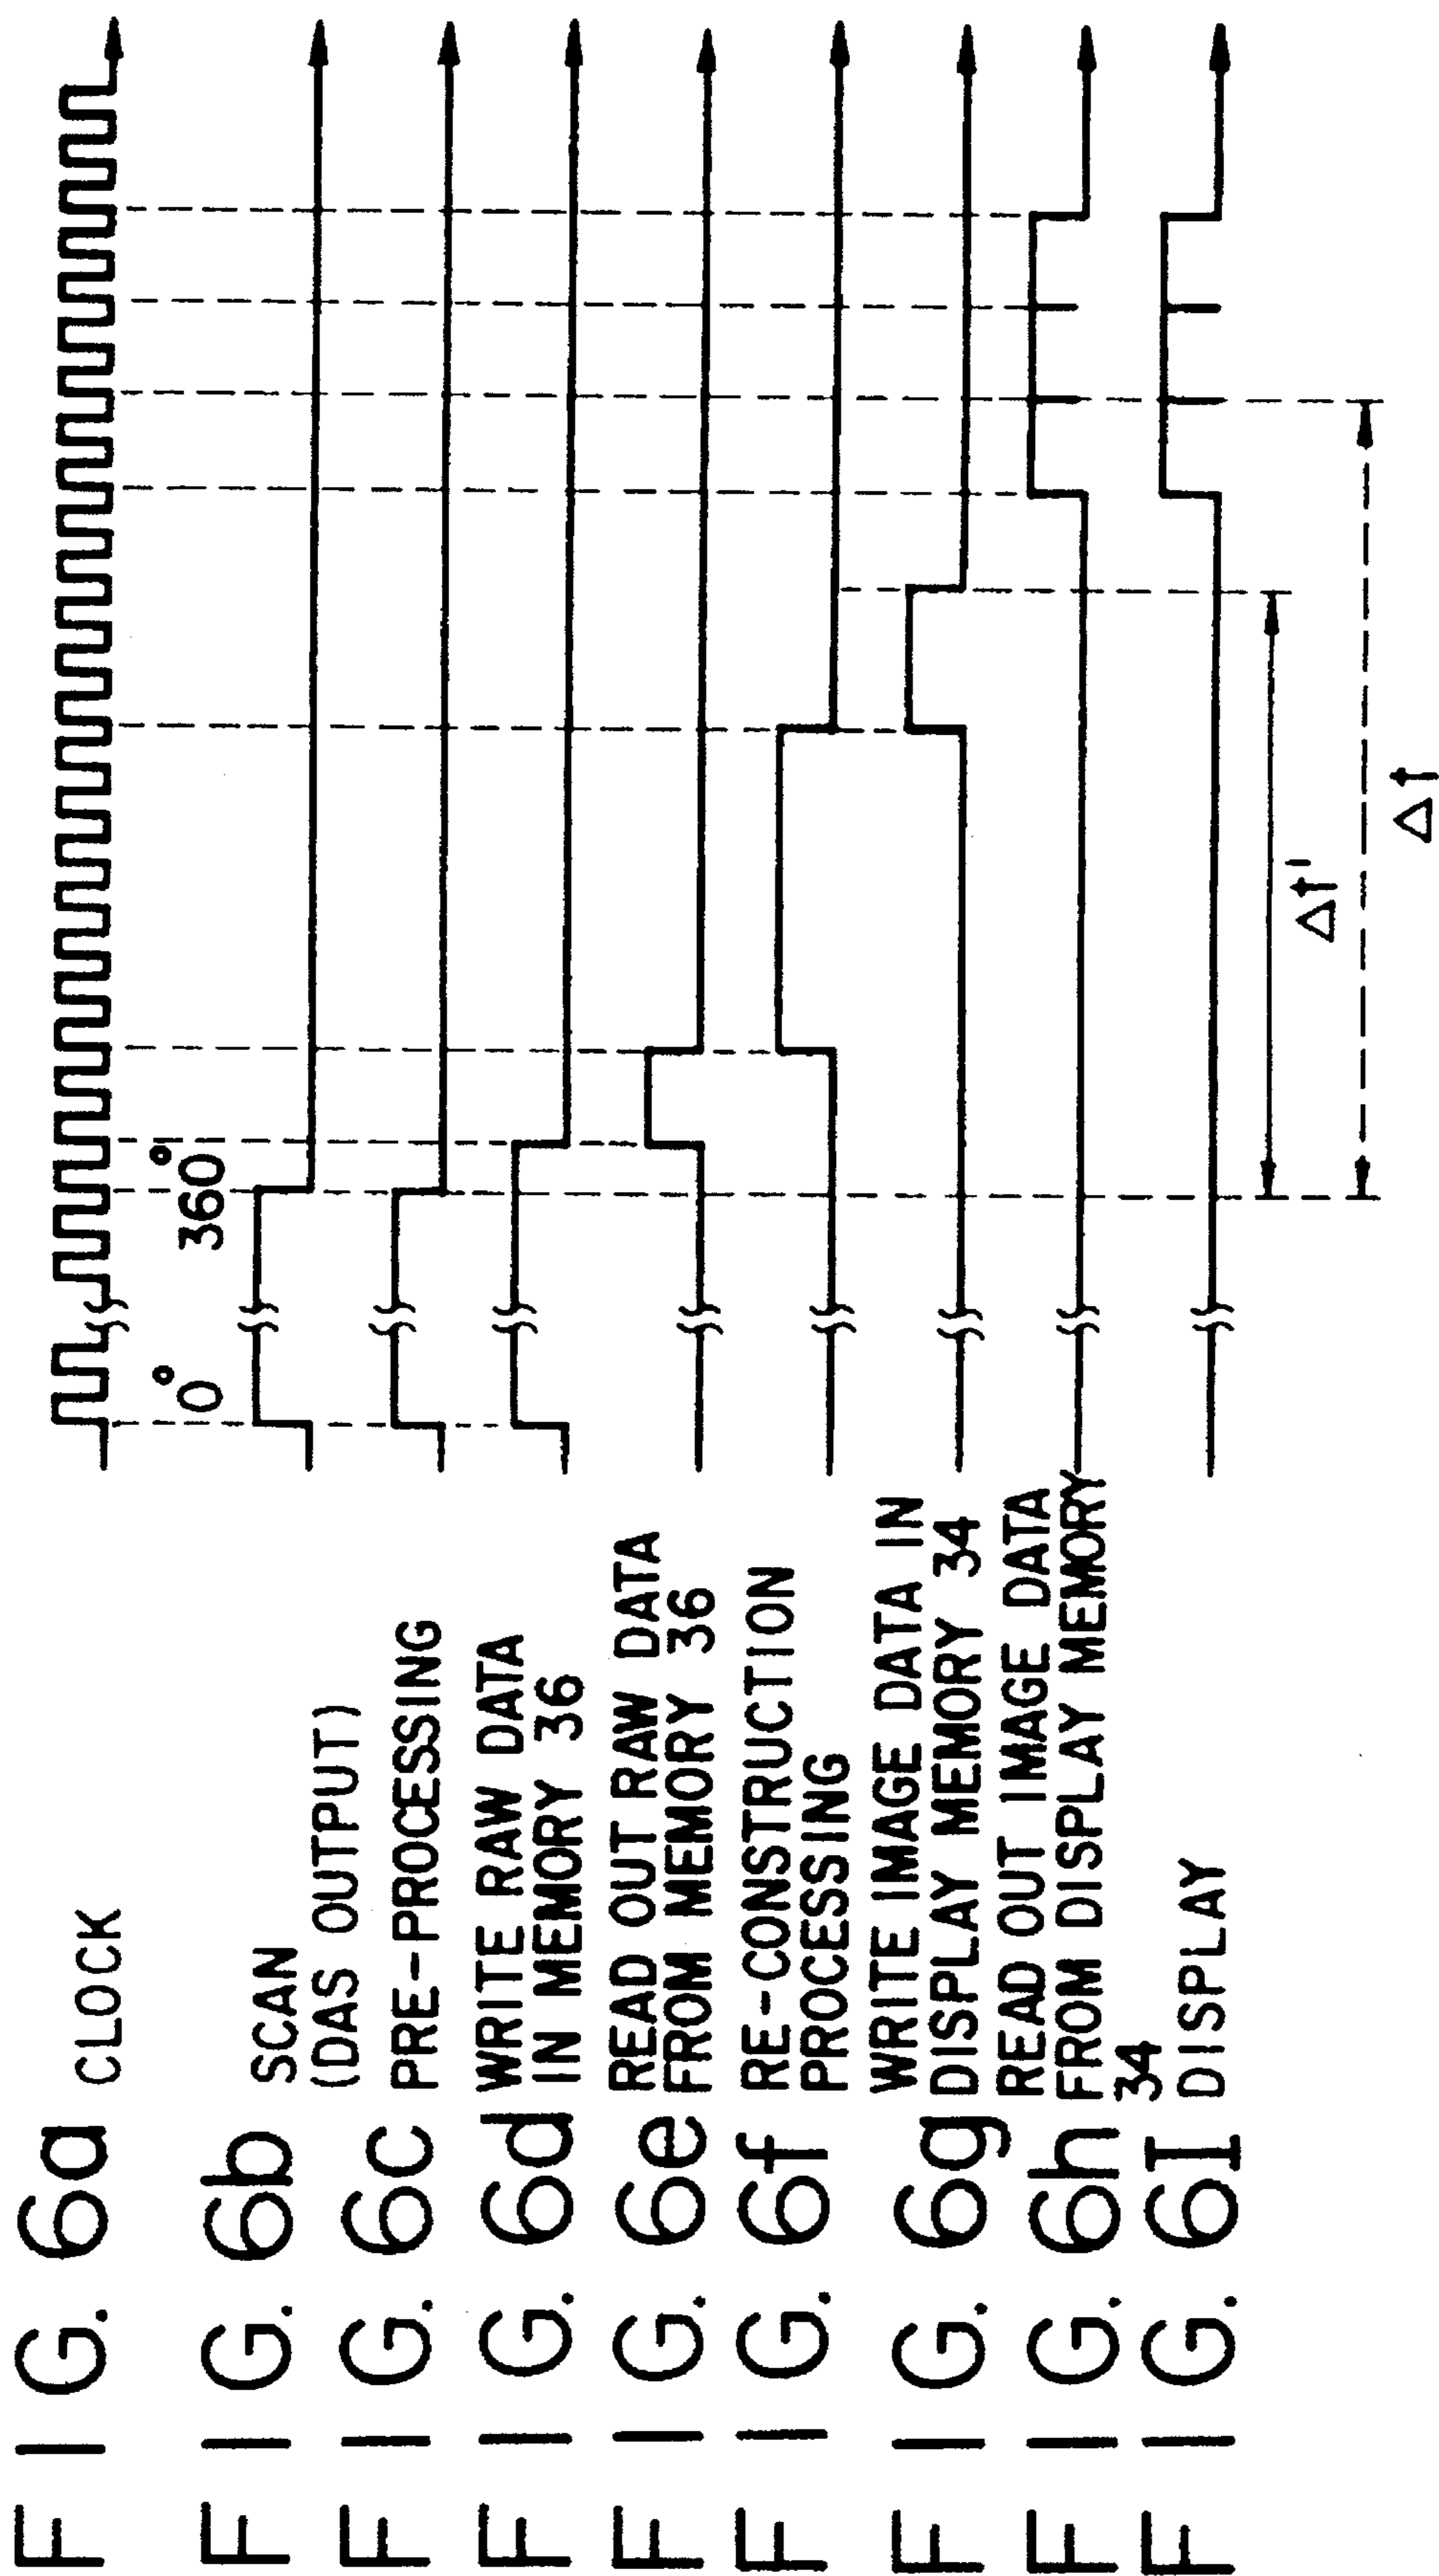 FIG. 6a CLOCK
0° 360°
FIG. 6b SCAN
(DAS OUTPUT)
FIG. 6c PRE-PROCESSING
FIG. 6d WRITE RAW DATA
IN MEMORY 36
FIG. 6e READ OUT RAW DATA
FROM MEMORY 36
FIG. 6f RE-CONSTRUCTION
PROCESSING
FIG. 6g WRITE IMAGE DATA IN
DISPLAY MEMORY 34
FIG. 6h READ OUT IMAGE DATA
FROM DISPLAY MEMORY
34
FIG. 6I DISPLAY
Δt'
Δt